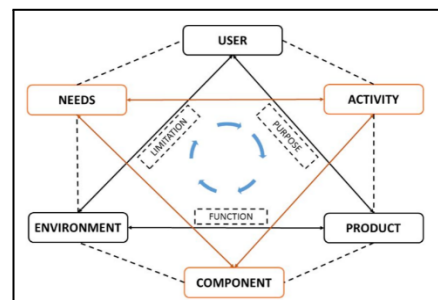 USER
NEEDS
ACTIVITY
LIMITATION
PURPOSE
FUNCTION
ENVIRONMENT
PRODUCT
COMPONENT